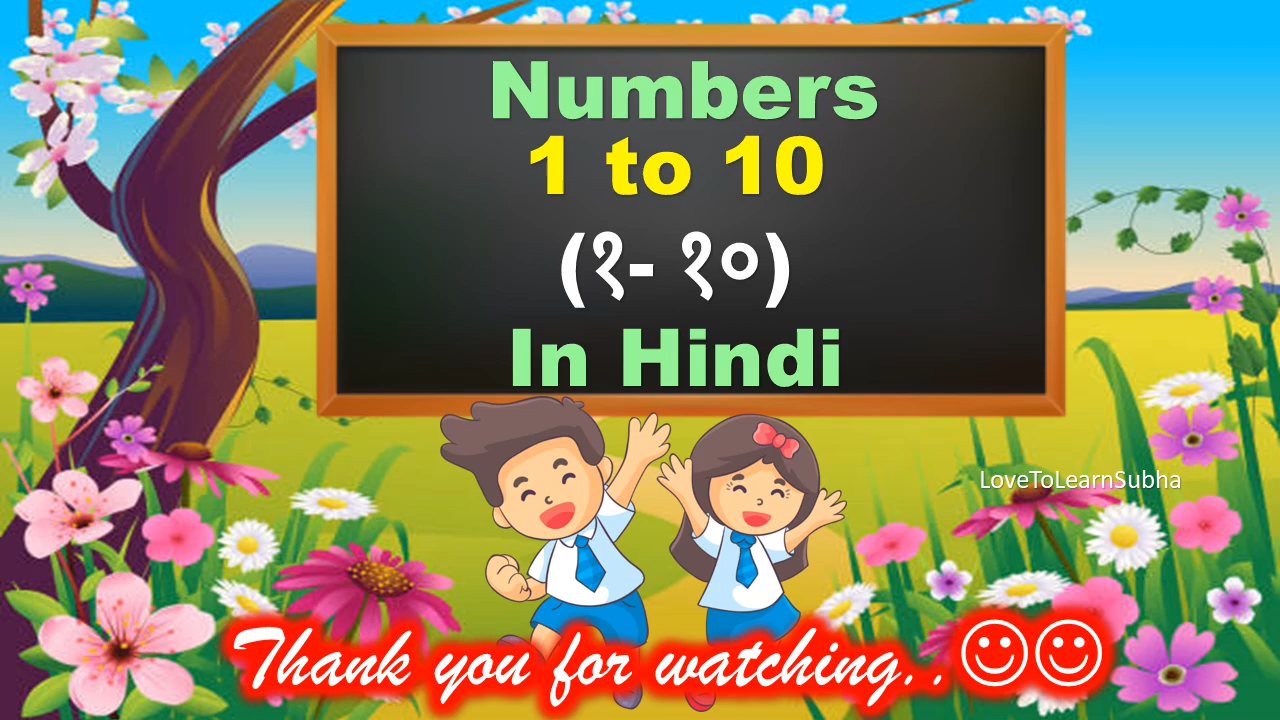 Numbers
1 to 10
(१- १०)
In Hindi
LoveToLearnSubha
Thank you for watching..☺☺